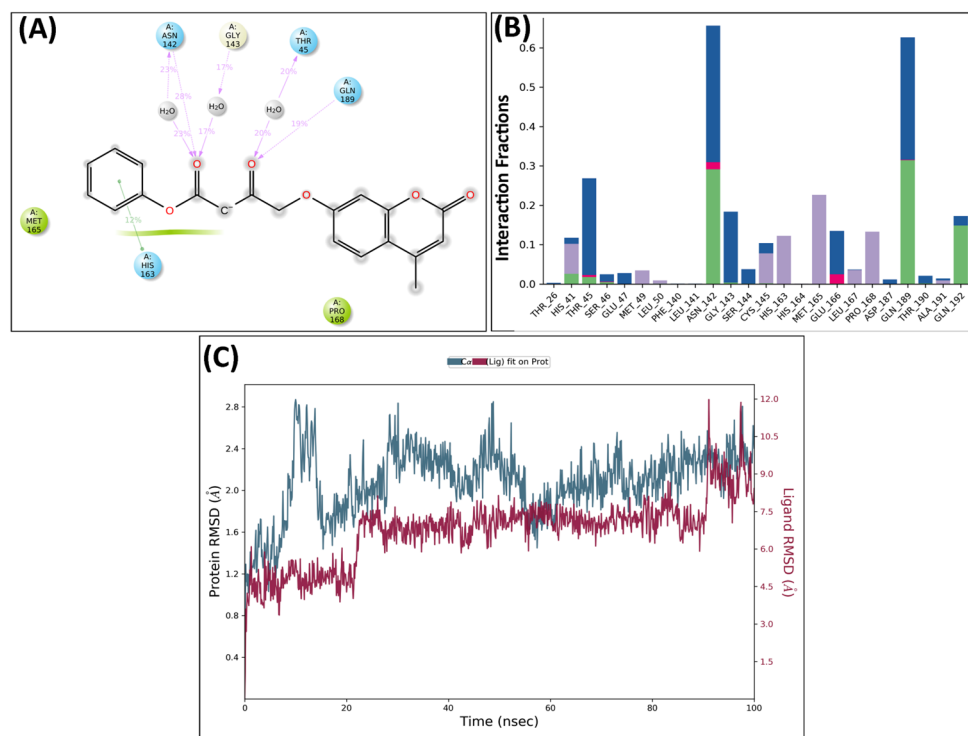 (A)
A:
ASN
142
A:
GLY
143
A:
THR
45
A:
GLN
189
23%
28%
17%
20%
19%
H₂O
H₂O
H₂O
23%
17%
20%
O
O
O
C⁻
O
O
O
12%
A:
MET
165
A:
HIS
163
A:
PRO
168
(B)
Interaction Fractions
0.6
0.5
0.4
0.3
0.2
0.1
0.0
THR_26
HIS_41
THR_45
SER_46
GLU_47
MET_49
LEU_50
PHE_140
LEU_141
ASN_142
GLY_143
SER_144
CYS_145
HIS_163
HIS_164
MET_165
GLU_166
LEU_167
PRO_168
ASP_187
GLN_189
THR_190
ALA_191
GLN_192
(C)
Cα (Lig) fit on Prot
Protein RMSD (Å)
2.8
2.4
2.0
1.6
1.2
0.8
0.4
12.0
10.5
9.0
7.5
6.0
4.5
3.0
1.5
Ligand RMSD (Å)
0 20 40 60 80 100
Time (nsec)